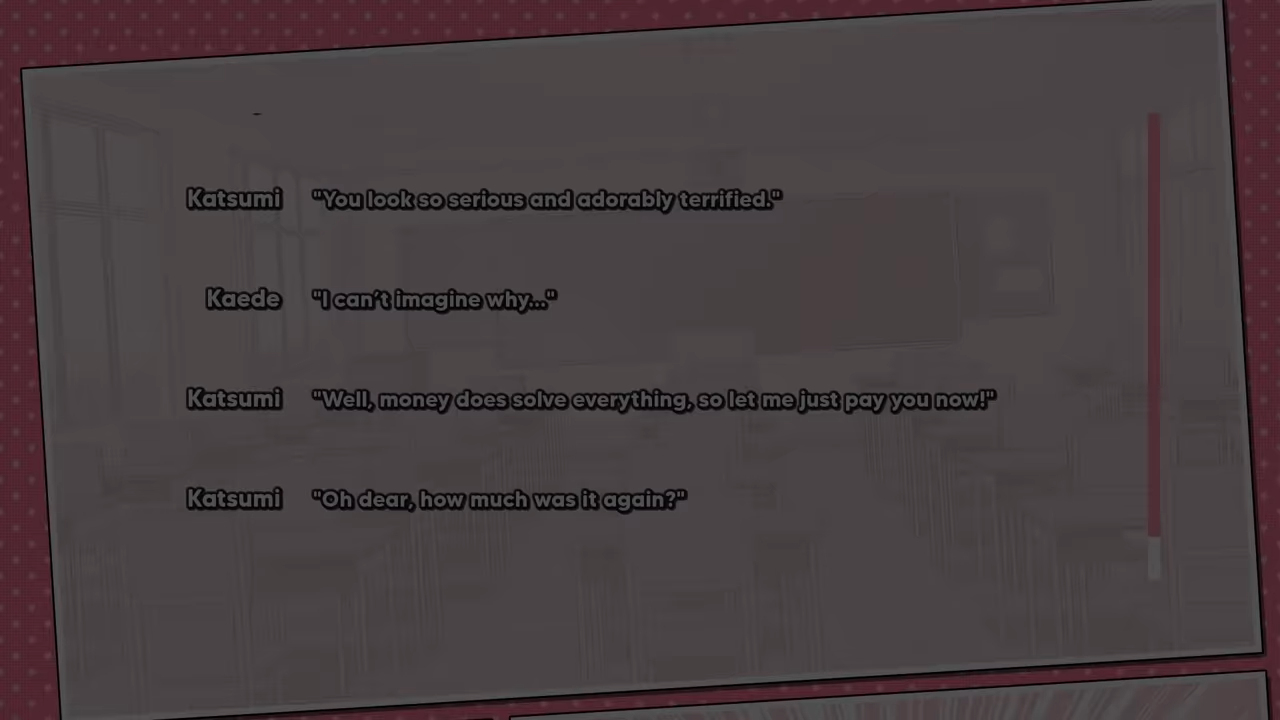 Katsumi "You look so serious and adorably terrified."
Kaede "I can't imagine why..."
Katsumi "Well, money does solve everything, so let me just pay you now!"
Katsumi "Oh dear, how much was it again?"